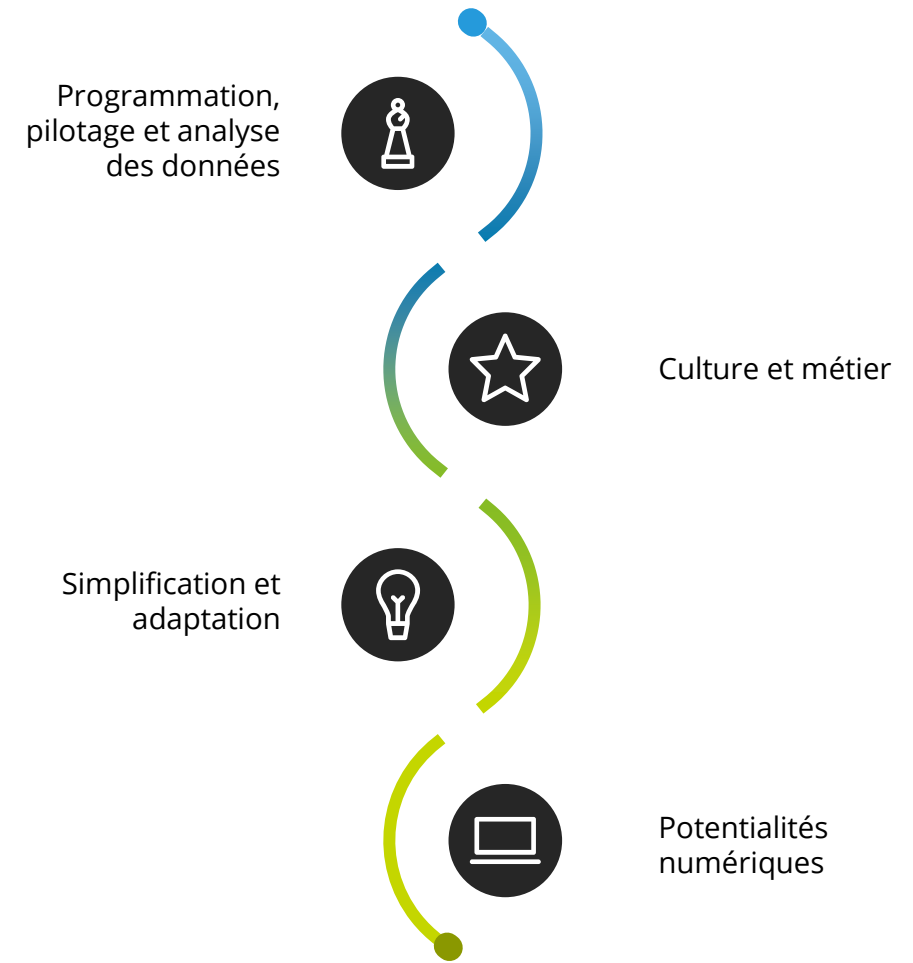 Programmation,
pilotage et analyse
des données
Culture et métier
Simplification et
adaptation
Potentialités
numériques